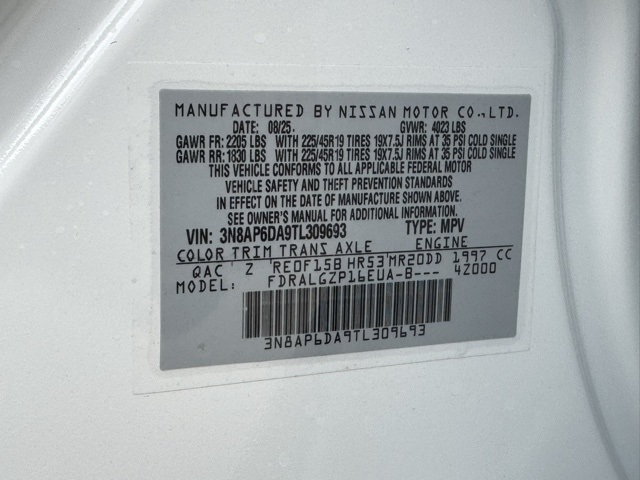 MANUFACTURED BY NISSAN MOTOR CO., LTD.
DATE: 08/25. GVWR: 4023 LBS
GAWR FR: 2205 LBS WITH 225/45R19 TIRES 19X7.5J RIMS AT 35 PSI COLD SINGLE
GAWR RR: 1830 LBS WITH 225/45R19 TIRES 19X7.5J RIMS AT 35 PSI COLD SINGLE
THIS VEHICLE CONFORMS TO ALL APPLICABLE FEDERAL MOTOR
VEHICLE SAFETY AND THEFT PREVENTION STANDARDS
IN EFFECT ON THE DATE OF MANUFACTURE SHOWN ABOVE
SEE OWNER'S MANUAL FOR ADDITIONAL INFORMATION.
VIN: 3N8AP6DA9TL309693 TYPE: MPV
COLOR TRIM TRANS AXLE ENGINE
QAC Z RE0F15B HR53 MR20DD 1997 CC
FDRALGZP16EUA-B--- 4Z000
3N8AP6DA9TL309693